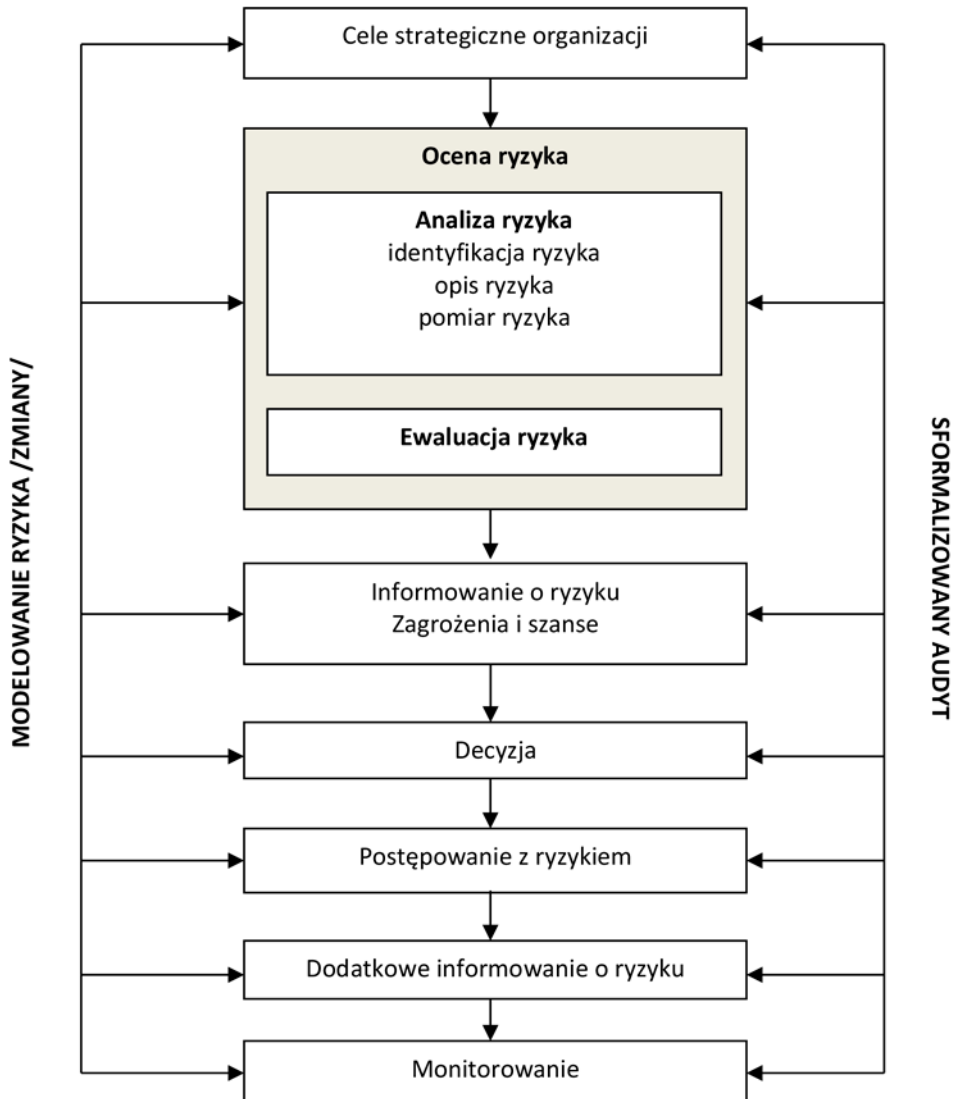 Cele strategiczne organizacji
Ocena ryzyka
Analiza ryzyka
identyfikacja ryzyka
opis ryzyka
pomiar ryzyka
Ewaluacja ryzyka
Informowanie o ryzyku
Zagrożenia i szanse
Decyzja
Postępowanie z ryzykiem
Dodatkowe informowanie o ryzyku
Monitorowanie
MODELOWANIE RYZYKA /ZMIANY/
SFORMALIZOWANY AUDYT